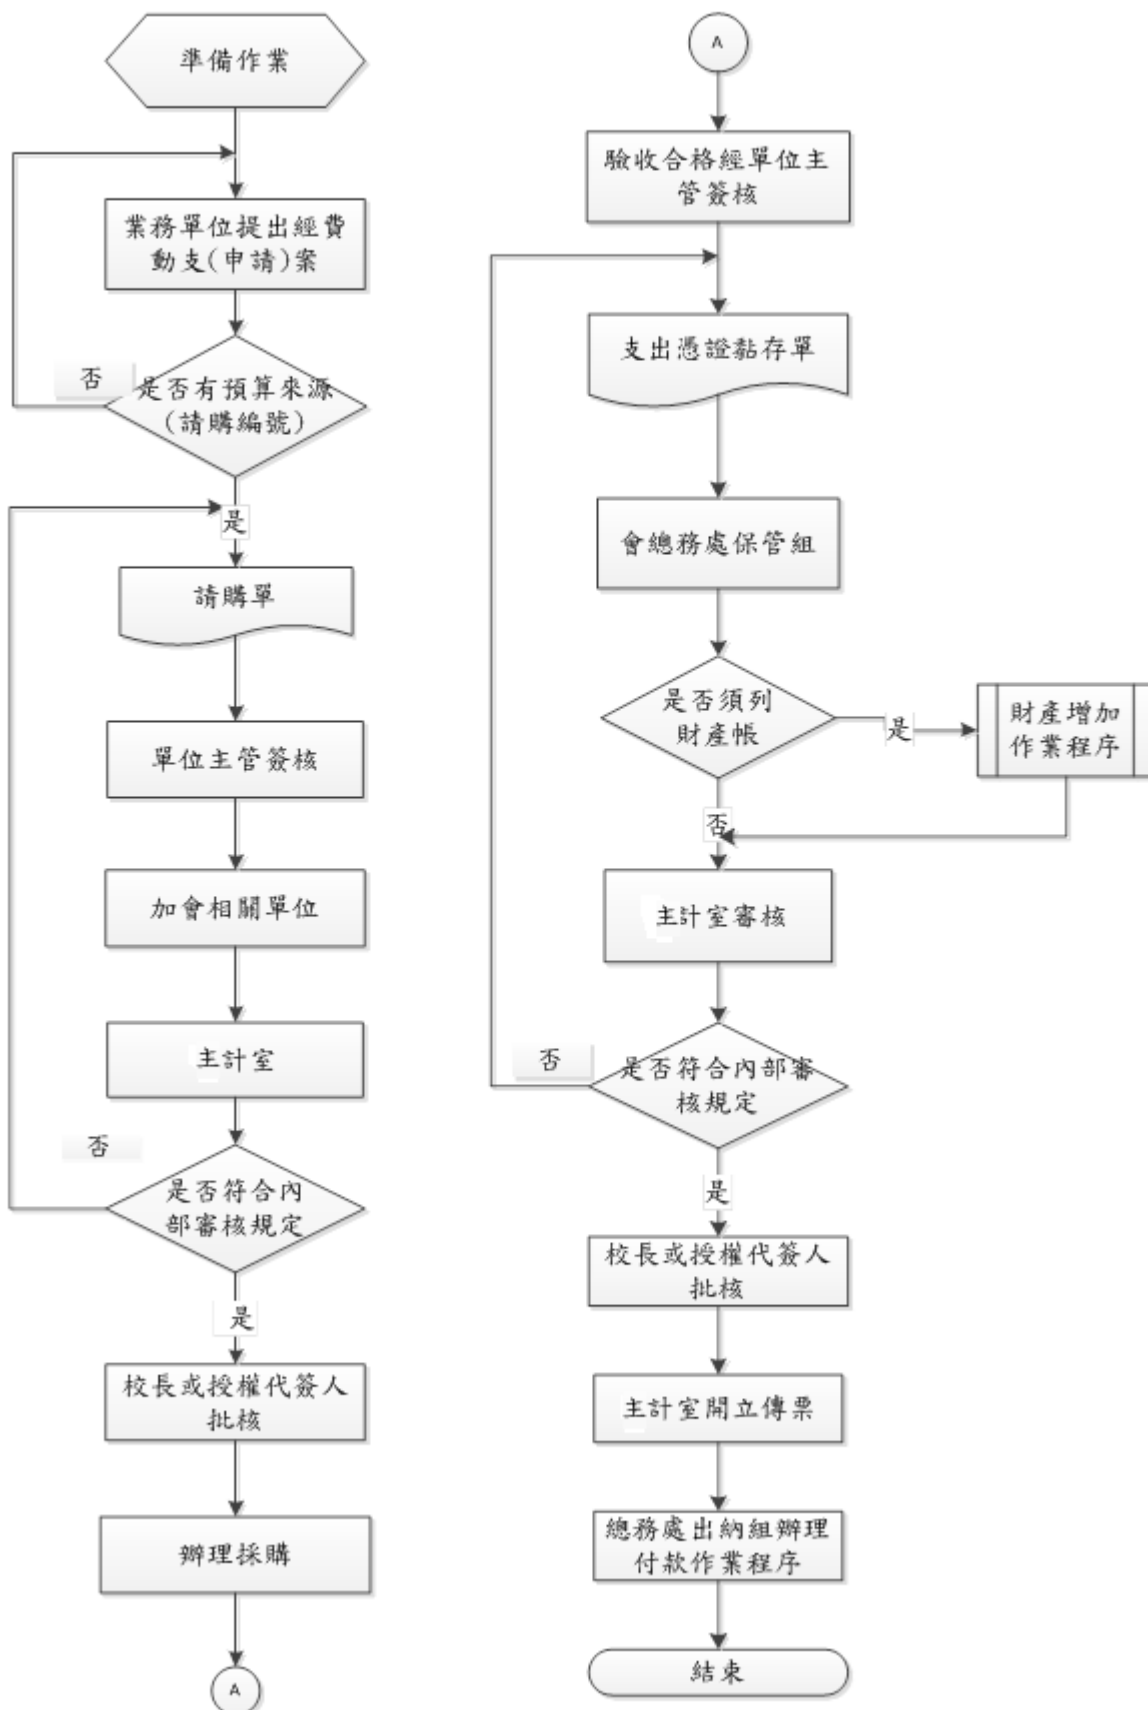 準備作業
業務單位提出經費
動支(申請)案
否
是否有預算來源
(請購編號)
是
請購單
單位主管簽核
加會相關單位
主計室
否
是否符合內
部審核規定
是
校長或授權代簽人
批核
辦理採購
A
A
驗收合格經單位主
管簽核
支出憑證黏存單
會總務處保管組
是否須列
財產帳
是
財產增加
作業程序
否
主計室審核
否
是否符合內部審
核規定
是
校長或授權代簽人
批核
主計室開立傳票
總務處出納組辦理
付款作業程序
結束